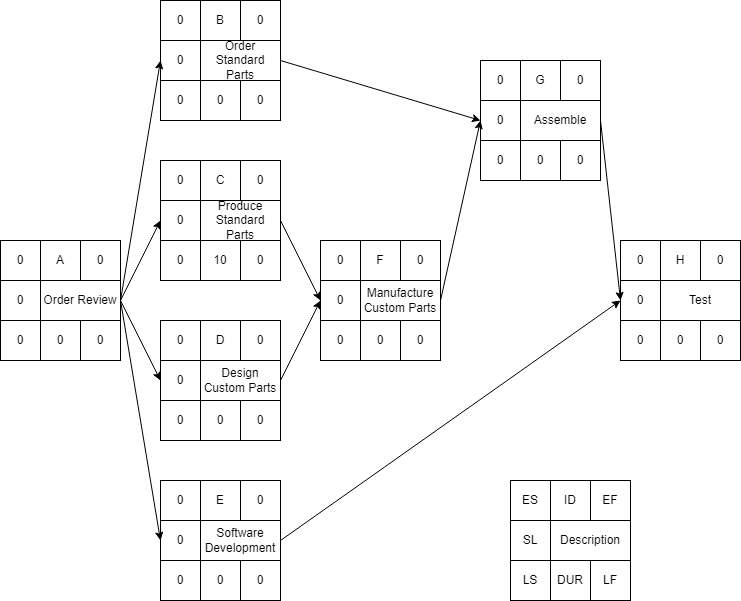 0 B 0
0 Order
Standard
Parts
0 0 0
0 G 0
0 Assemble
0 0 0
0 C 0
0 Produce
Standard
Parts
0 10 0
0 A 0
0 Order Review
0 0 0
0 F 0
0 Manufacture
Custom Parts
0 0 0
0 H 0
0 Test
0 0 0
0 D 0
0 Design
Custom Parts
0 0 0
0 E 0
0 Software
Development
0 0 0
ES ID EF
SL Description
LS DUR LF